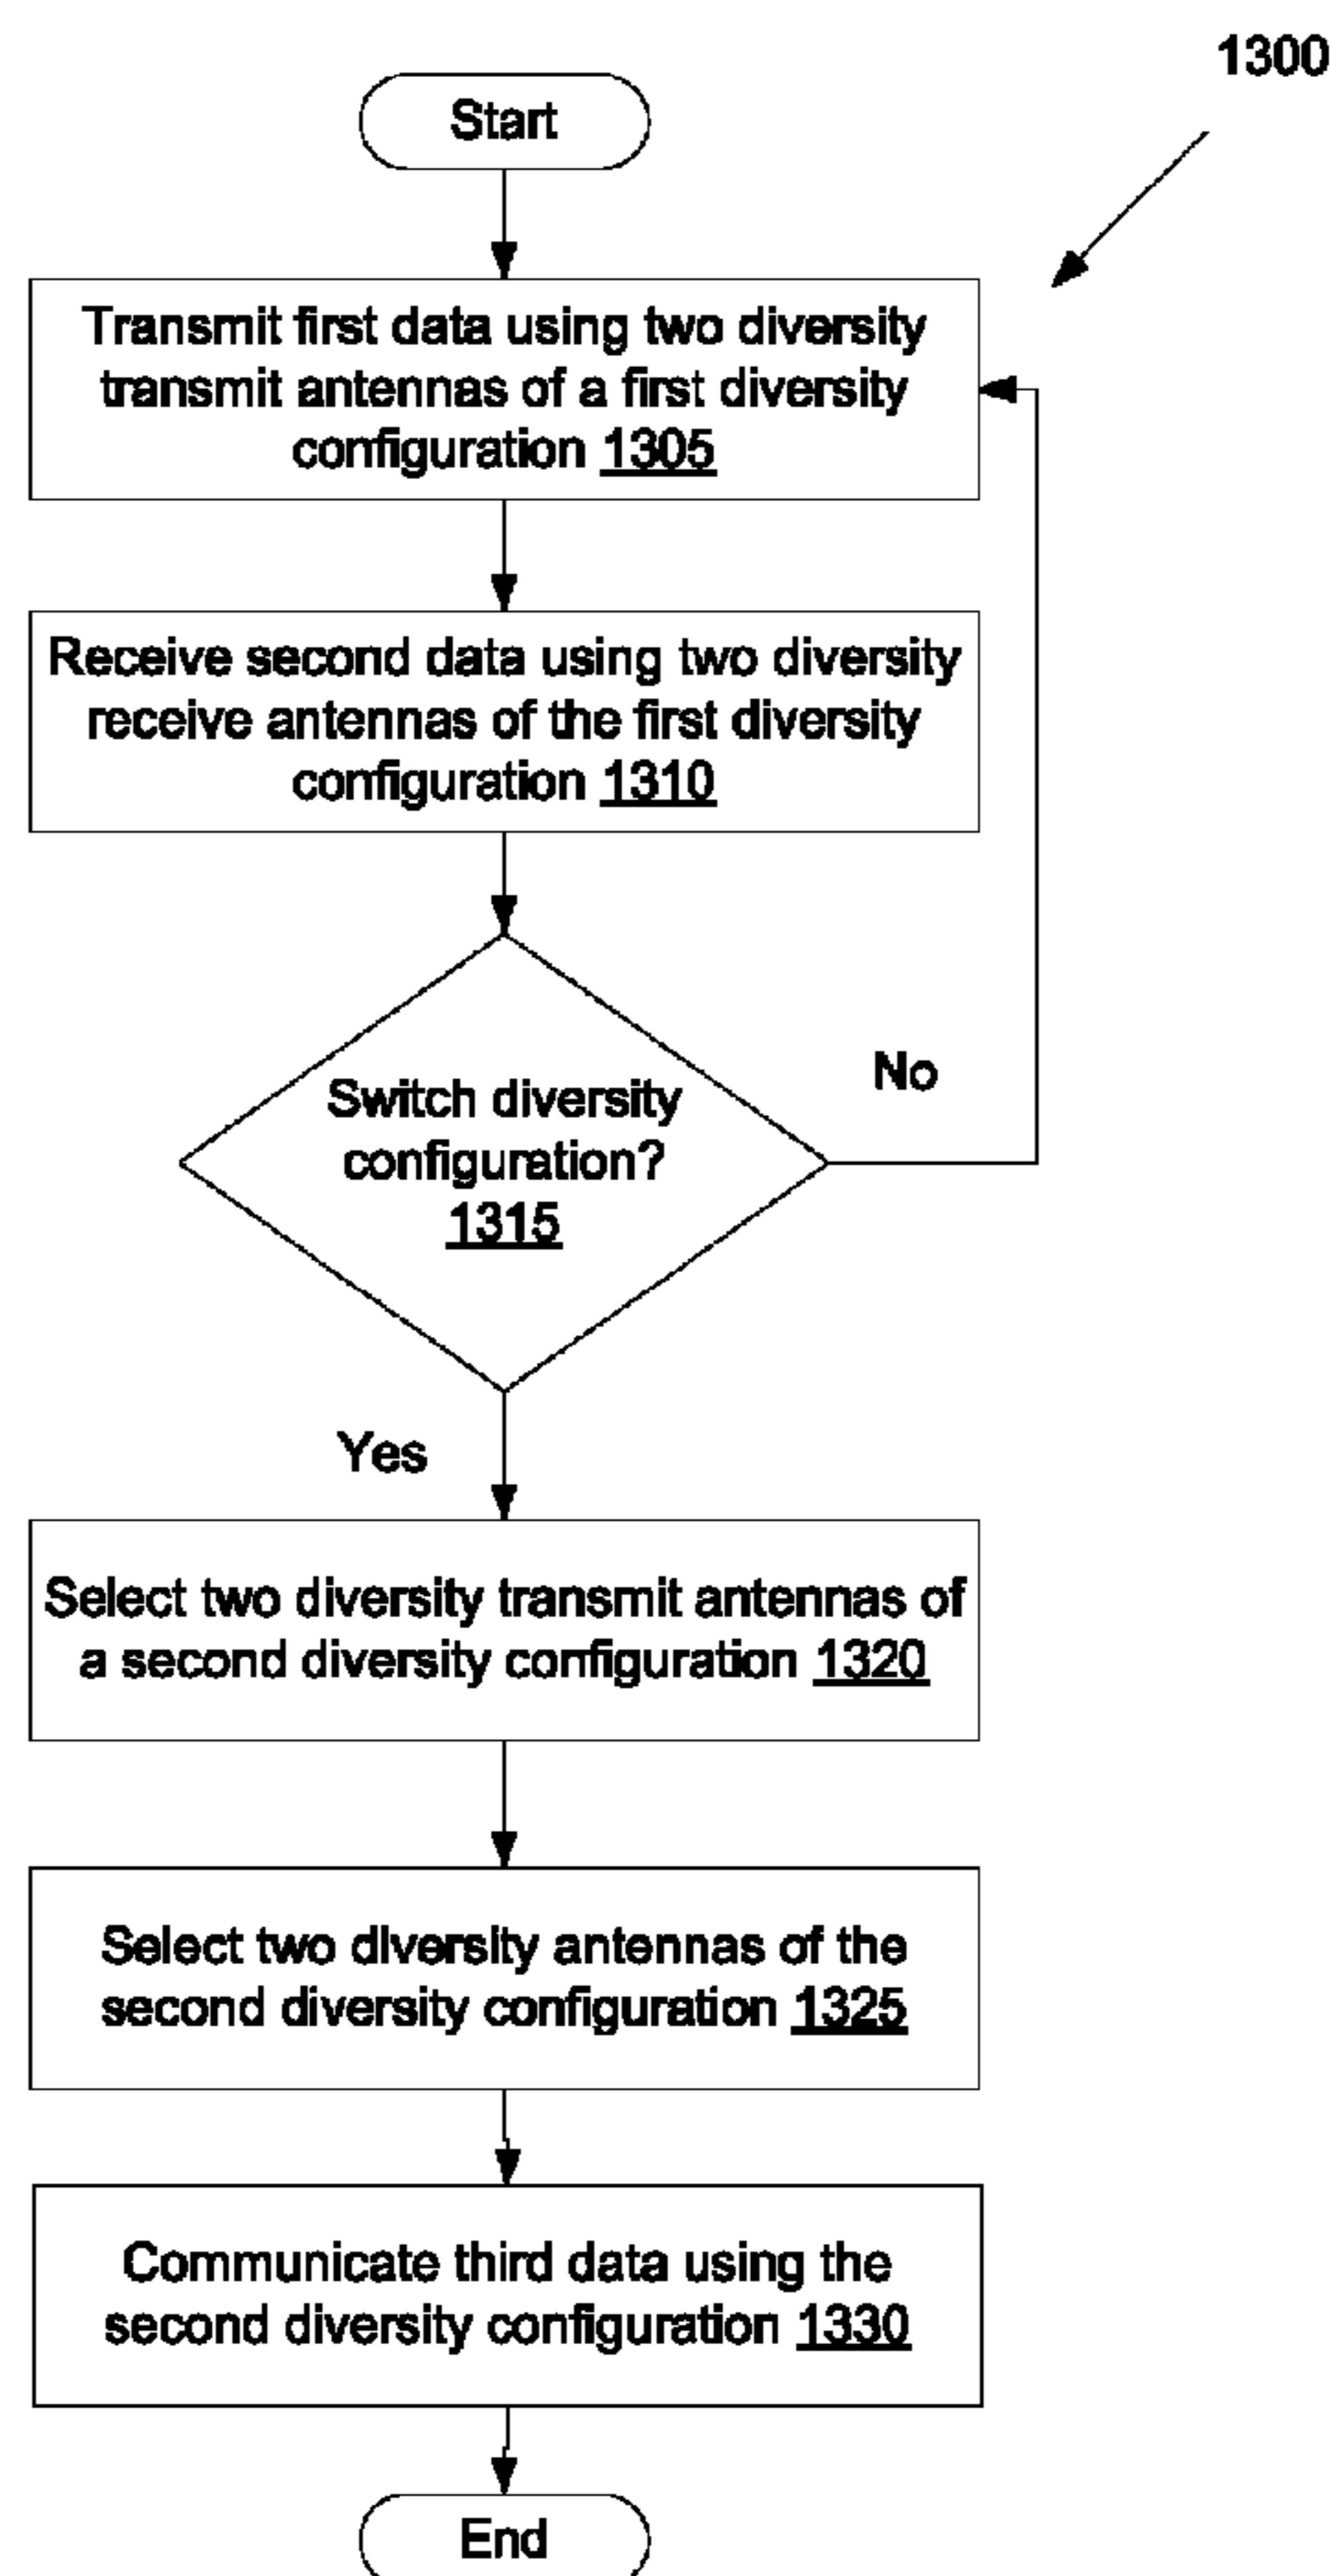 1300
Start
Transmit first data using two diversity
transmit antennas of a first diversity
configuration 1305
Receive second data using two diversity
receive antennas of the first diversity
configuration 1310
Switch diversity
configuration?
1315
No
Yes
Select two diversity transmit antennas of
a second diversity configuration 1320
Select two diversity antennas of the
second diversity configuration 1325
Communicate third data using the
second diversity configuration 1330
End